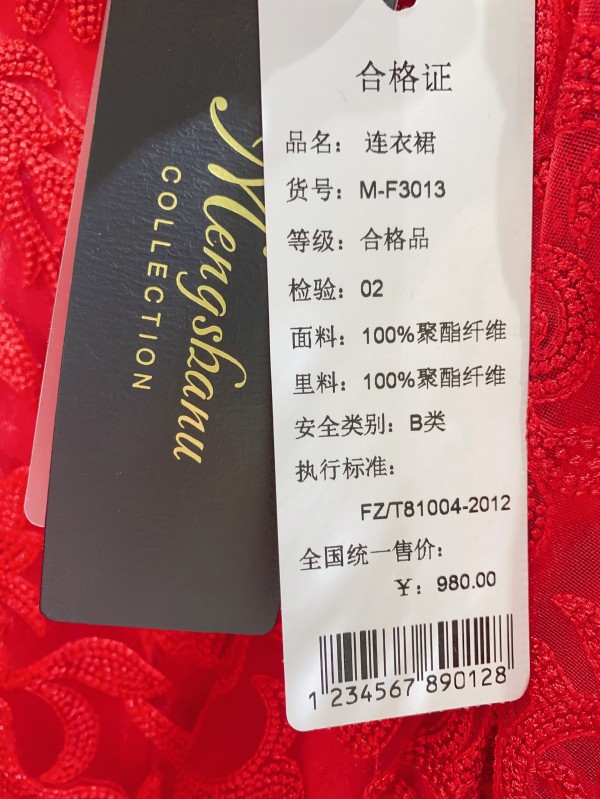 Mengshanu
COLLECTION
合格证
品名: 连衣裙
货号: M-F3013
等级: 合格品
检验: 02
面料: 100%聚酯纤维
里料: 100%聚酯纤维
安全类别: B类
执行标准:
FZ/T81004-2012
全国统一售价:
¥: 980.00
1 234567 890128